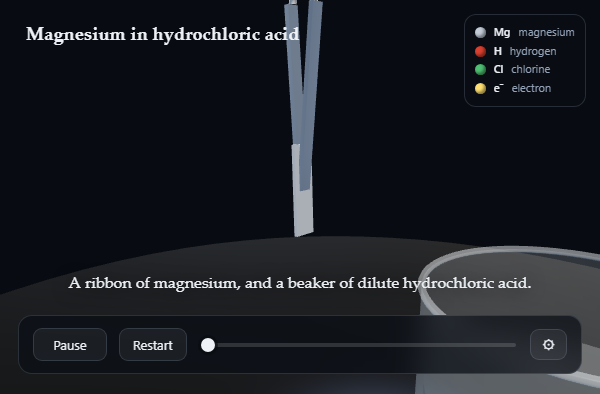 Magnesium in hydrochloric acid
Mg magnesium
H hydrogen
Cl chlorine
e⁻ electron
A ribbon of magnesium, and a beaker of dilute hydrochloric acid.
Pause Restart